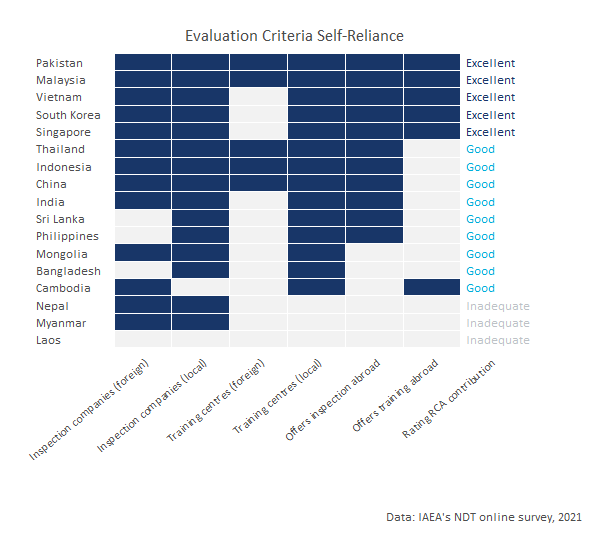 Evaluation Criteria Self-Reliance
Pakistan Excellent
Malaysia Excellent
Vietnam Excellent
South Korea Excellent
Singapore Excellent
Thailand Good
Indonesia Good
China Good
India Good
Sri Lanka Good
Philippines Good
Mongolia Good
Bangladesh Good
Cambodia Good
Nepal Inadequate
Myanmar Inadequate
Laos Inadequate
Inspection companies (foreign)
Inspection companies (local)
Training centres (foreign)
Training centres (local)
Offers inspection abroad
Offers training abroad
Rating RCA contribution
Data: IAEA's NDT online survey, 2021